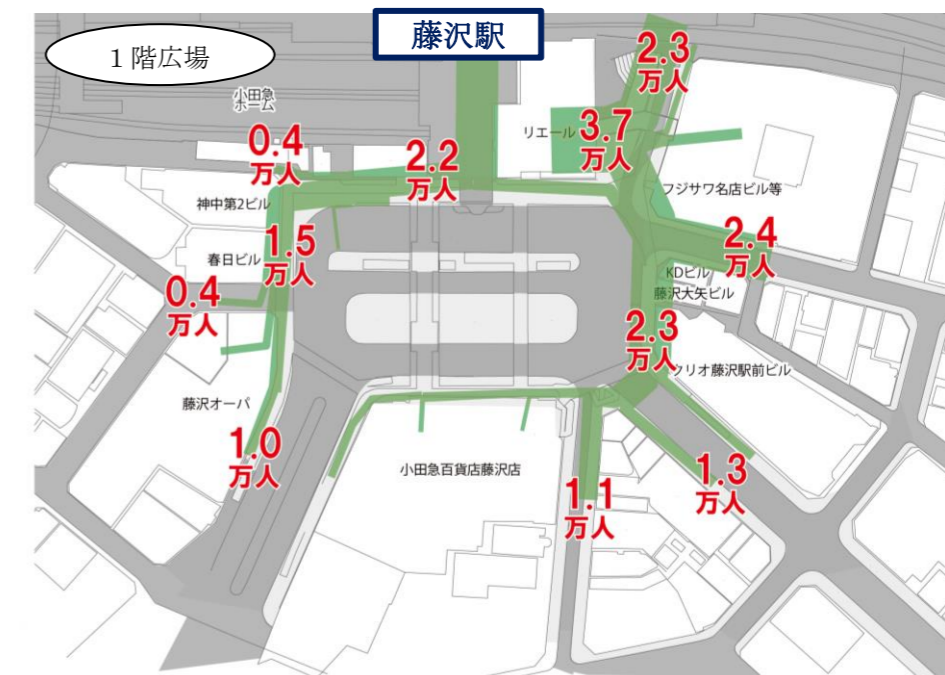 藤沢駅
１階広場
小田急
ホーム
2.3
万人
リエール
3.7
万人
0.4
万人
2.2
万人
神中第2ビル
フジサワ名店ビル等
春日ビル
1.5
万人
2.4
万人
KDビル
藤沢大矢ビル
0.4
万人
2.3
万人
クリオ藤沢駅前ビル
藤沢オーパ
1.0
万人
小田急百貨店藤沢店
1.3
万人
1.1
万人